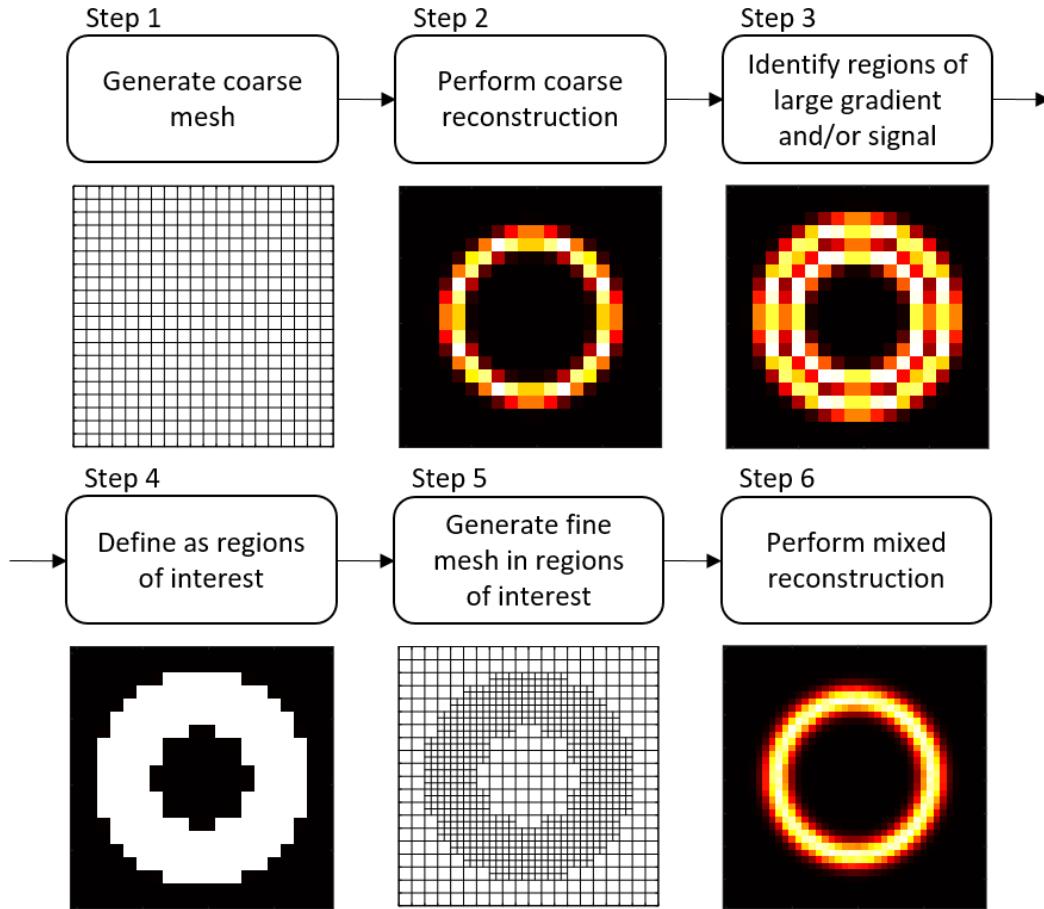 Step 1
Generate coarse
mesh
Step 2
Perform coarse
reconstruction
Step 3
Identify regions of
large gradient
and/or signal
Step 4
Define as regions
of interest
Step 5
Generate fine
mesh in regions
of interest
Step 6
Perform mixed
reconstruction